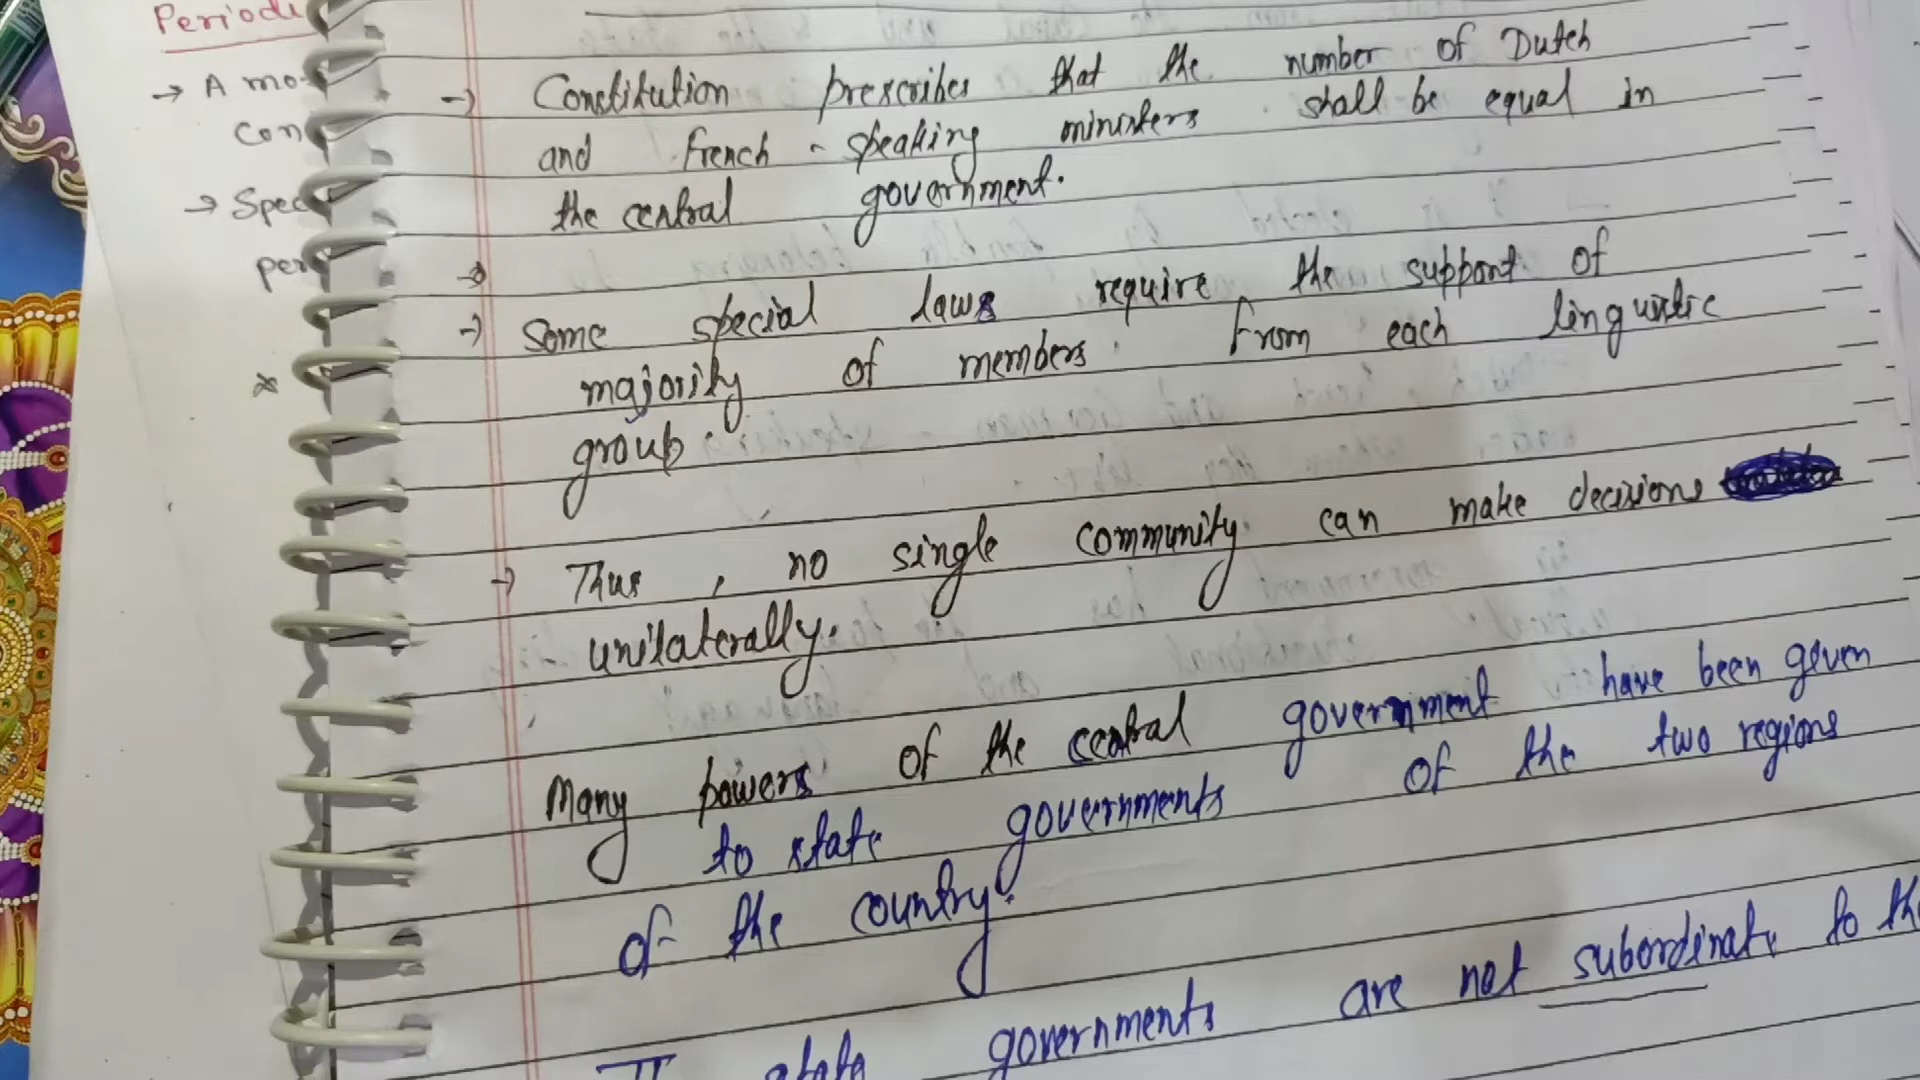 Periodi
→ A mo
con
→ Spec
per
→ Constitution prescribes that the number of Dutch
and french - speaking ministers shall be equal in
the central government.
→
→ Some special laws require the support of
majority of members from each linguistic
group.
→ Thus, no single community can make decisions
unilaterally.
Many powers of the central government have been given
to state governments of the two regions
of the country.
state governments are not subordinate to the